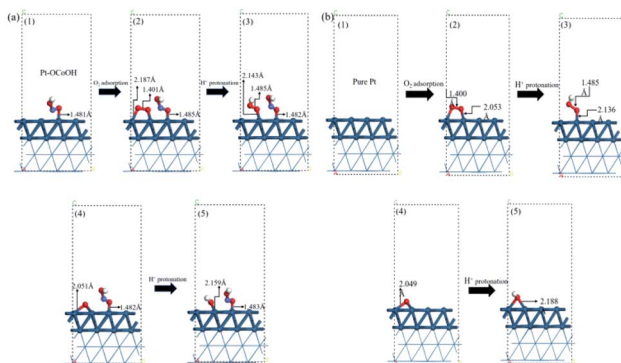 (a)
(1)
Pt-OCoOH
1.481Å
O₂ adsorption
(2)
2.187Å
1.401Å
1.485Å
H⁺ protonation
(3)
2.143Å
1.485Å
1.482Å
(b)
(1)
Pure Pt
O₂ adsorption
(2)
1.400
2.053
Å
H⁺ protonation
(3)
1.485
Å
2.136
Å
(4)
2.051Å
1.482Å
H⁺ protonation
(5)
2.159Å
1.483Å
(4)
2.049
Å
H⁺ protonation
(5)
2.188